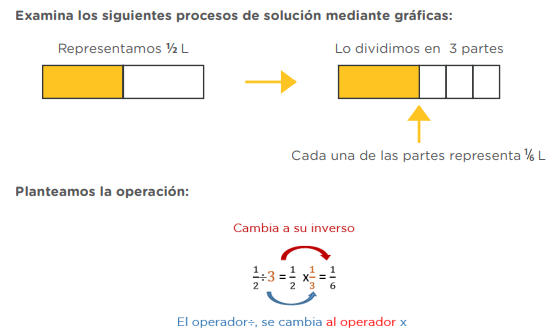 Examina los siguientes procesos de solución mediante gráficas:
Representamos ½ L
Lo dividimos en 3 partes
Cada una de las partes representa ⅙ L
Planteamos la operación:
Cambia a su inverso
1/2 ÷ 3 = 1/2 x 1/3 = 1/6
El operador÷, se cambia al operador x